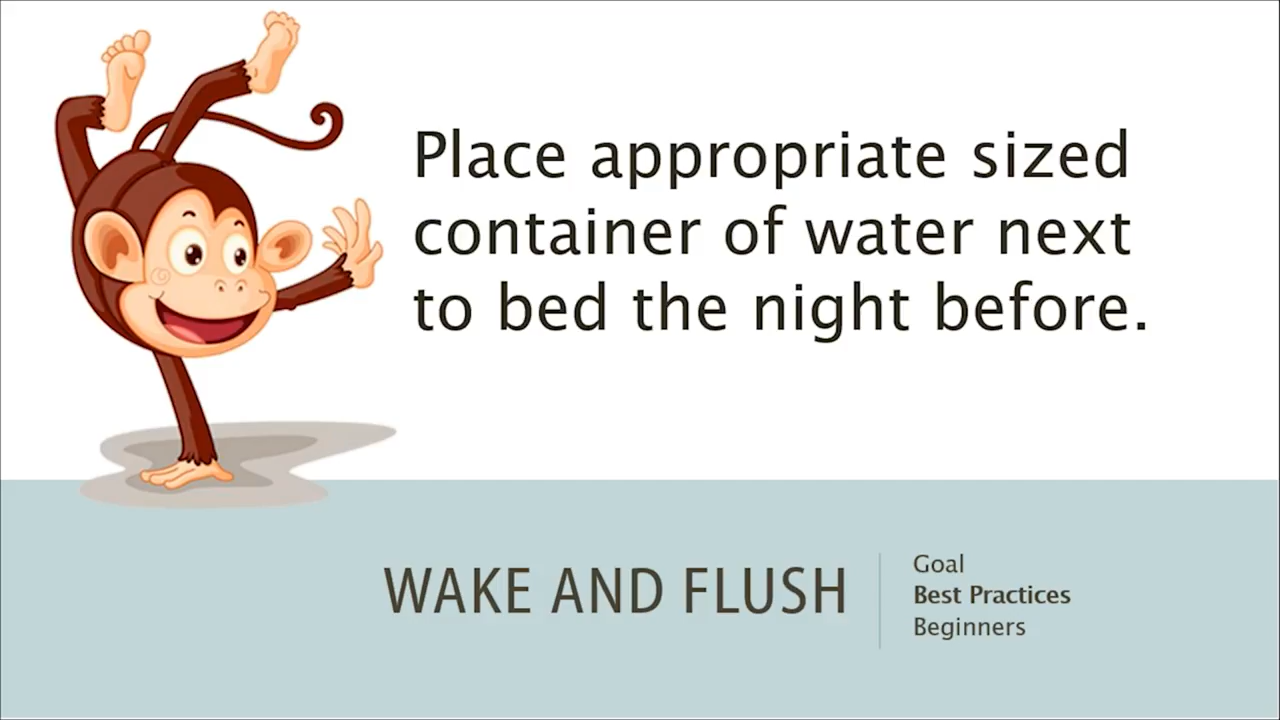 Place appropriate sized
container of water next
to bed the night before.
WAKE AND FLUSH
Goal
Best Practices
Beginners